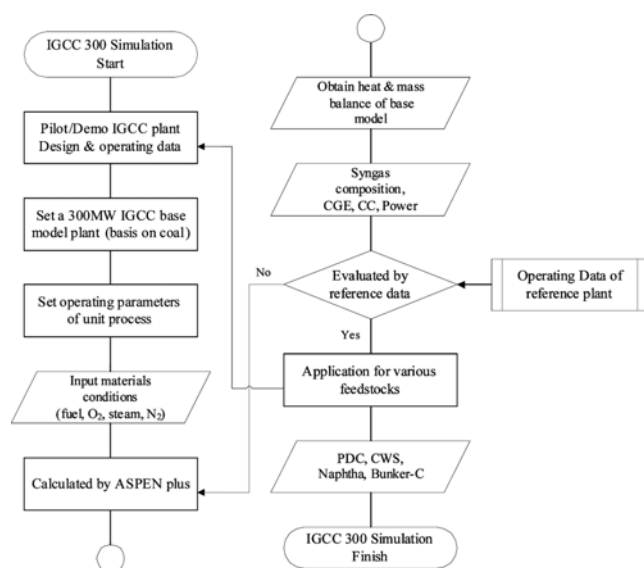 IGCC 300 Simulation
Start
Pilot/Demo IGCC plant
Design & operating data
Set a 300MW IGCC base
model plant (basis on coal)
Set operating parameters
of unit process
Input materials
conditions
(fuel, O₂, steam, N₂)
Calculated by ASPEN plus
Obtain heat & mass
balance of base
model
Syngas
composition,
CGE, CC, Power
No
Evaluated by
reference data
Operating Data of
reference plant
Yes
Application for various
feedstocks
PDC, CWS,
Naphtha, Bunker-C
IGCC 300 Simulation
Finish